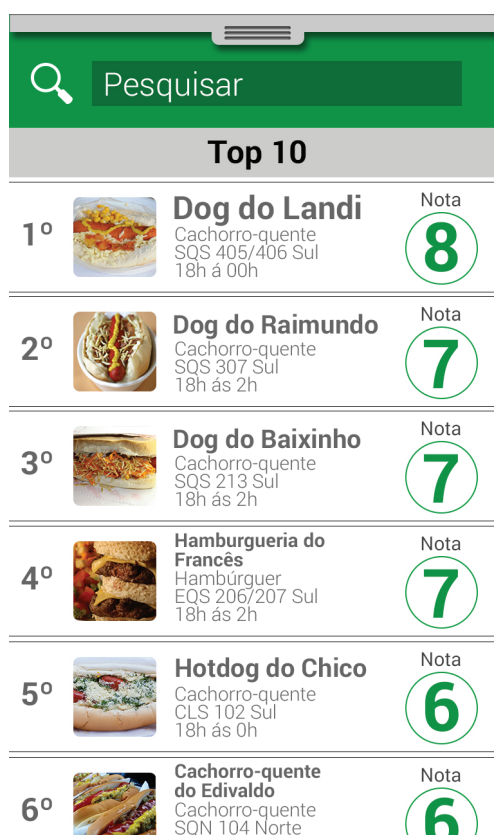 Pesquisar
Top 10
1º
Dog do Landi
Cachorro-quente
SQS 405/406 Sul
18h á 00h
Nota
8
2º
Dog do Raimundo
Cachorro-quente
SQS 307 Sul
18h ás 2h
Nota
7
3º
Dog do Baixinho
Cachorro-quente
SQS 213 Sul
18h ás 2h
Nota
7
4º
Hamburgueria do
Francês
Hambúrguer
EQS 206/207 Sul
18h ás 2h
Nota
7
5º
Hotdog do Chico
Cachorro-quente
CLS 102 Sul
18h ás 0h
Nota
6
6º
Cachorro-quente
do Edivaldo
Cachorro-quente
SQN 104 Norte
Nota
6